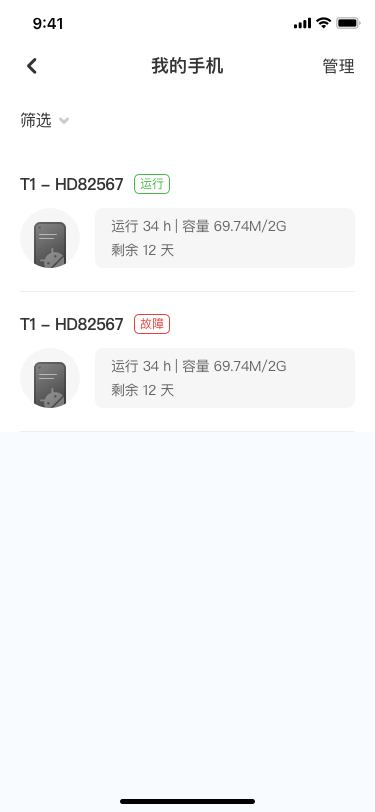 9:41
我的手机
管理
筛选
T1 – HD82567 运行
运行 34 h | 容量 69.74M/2G
剩余 12 天
T1 – HD82567 故障
运行 34 h | 容量 69.74M/2G
剩余 12 天